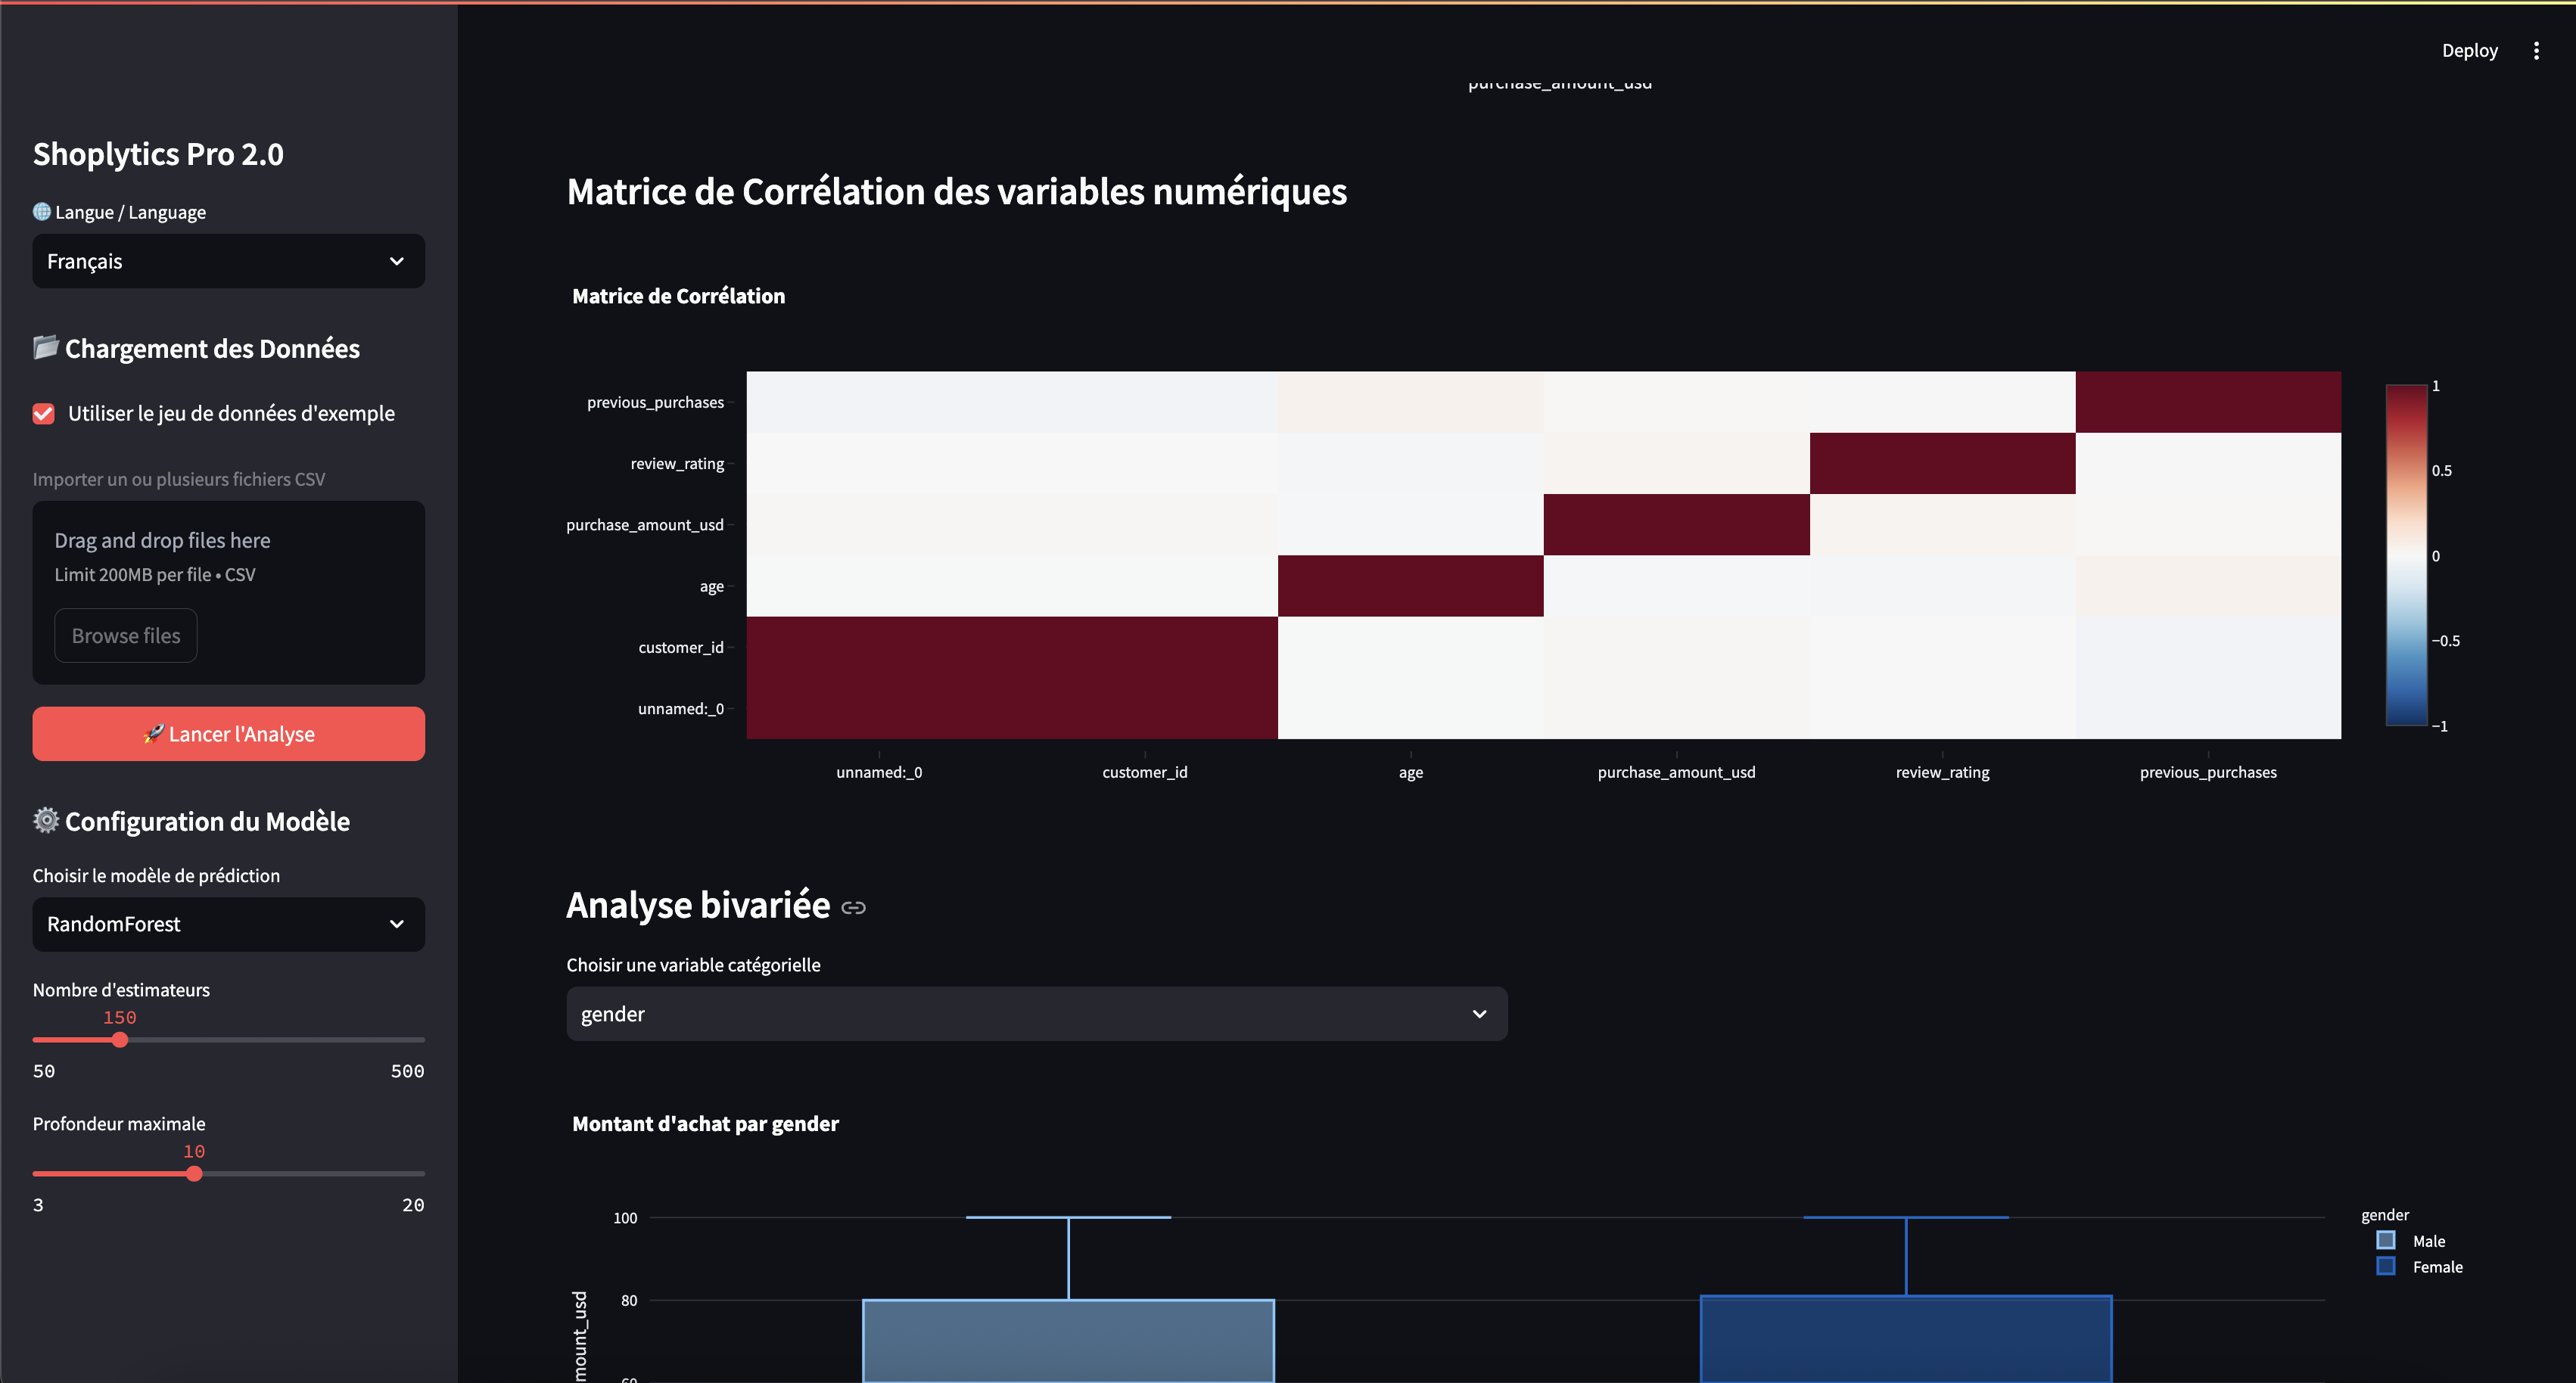 Deploy
Shoplytics Pro 2.0
Langue / Language
Français
Chargement des Données
Utiliser le jeu de données d'exemple
Importer un ou plusieurs fichiers CSV
Drag and drop files here
Limit 200MB per file • CSV
Browse files
Lancer l'Analyse
Configuration du Modèle
Choisir le modèle de prédiction
RandomForest
Nombre d'estimateurs
150
50 500
Profondeur maximale
10
3 20
purchase_amount_usd
Matrice de Corrélation des variables numériques
Matrice de Corrélation
previous_purchases
review_rating
purchase_amount_usd
age
customer_id
unnamed:_0
unnamed:_0 customer_id age purchase_amount_usd review_rating previous_purchases
1
0.5
0
−0.5
−1
Analyse bivariée
Choisir une variable catégorielle
gender
Montant d'achat par gender
100
80
60
mount_usd
gender
Male
Female